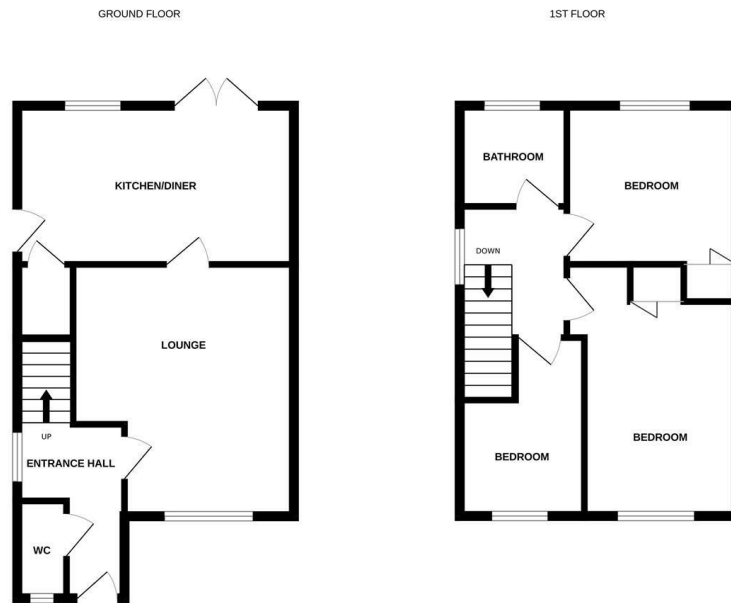 GROUND FLOOR
KITCHEN/DINER
LOUNGE
UP
ENTRANCE HALL
WC
1ST FLOOR
BATHROOM
BEDROOM
DOWN
BEDROOM
BEDROOM